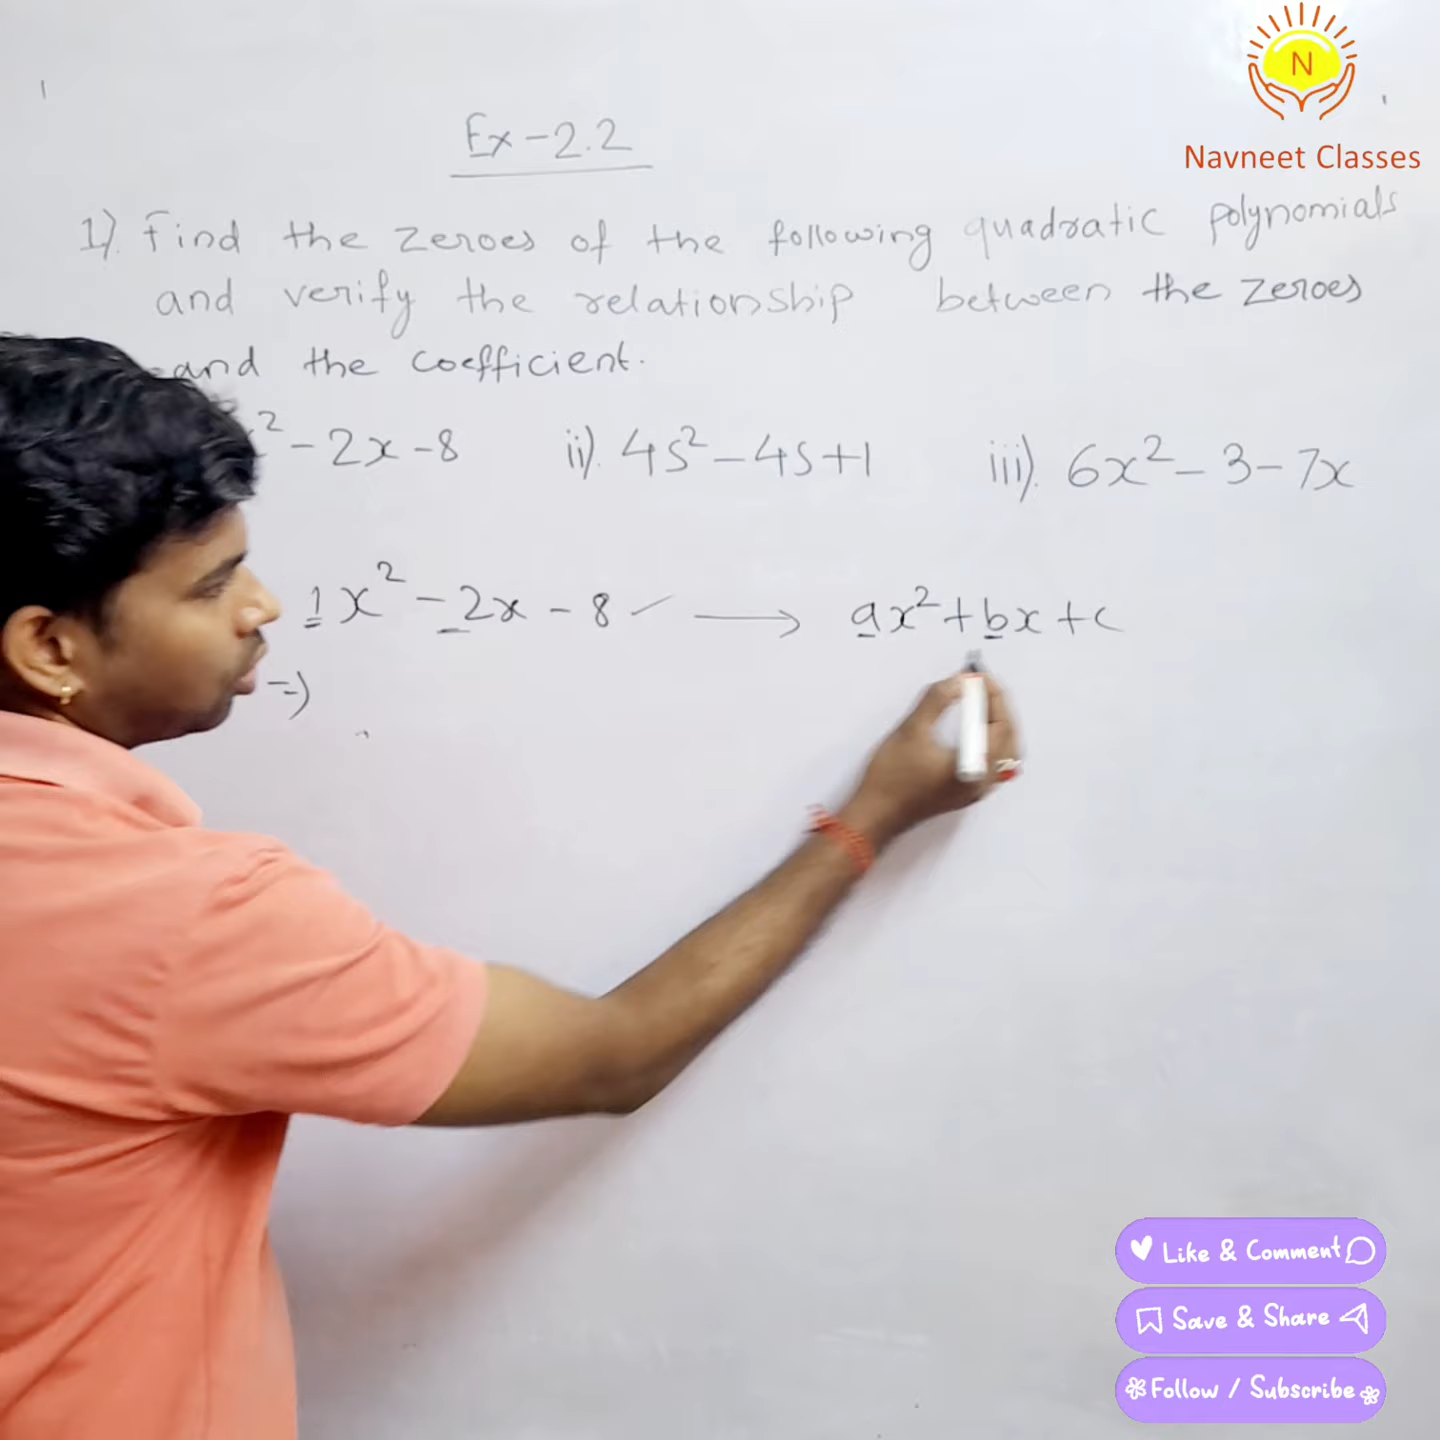 N
Navneet Classes
Ex-2.2
1). Find the zeroes of the following quadratic polynomials
and verify the relationship between the zeroes
and the coefficient.
x² - 2x - 8 ii). 4s² - 4s + 1 iii). 6x² - 3 - 7x
1x² - 2x - 8 ⟶ ax² + bx + c
=)
Like & Comment
Save & Share
Follow / Subscribe